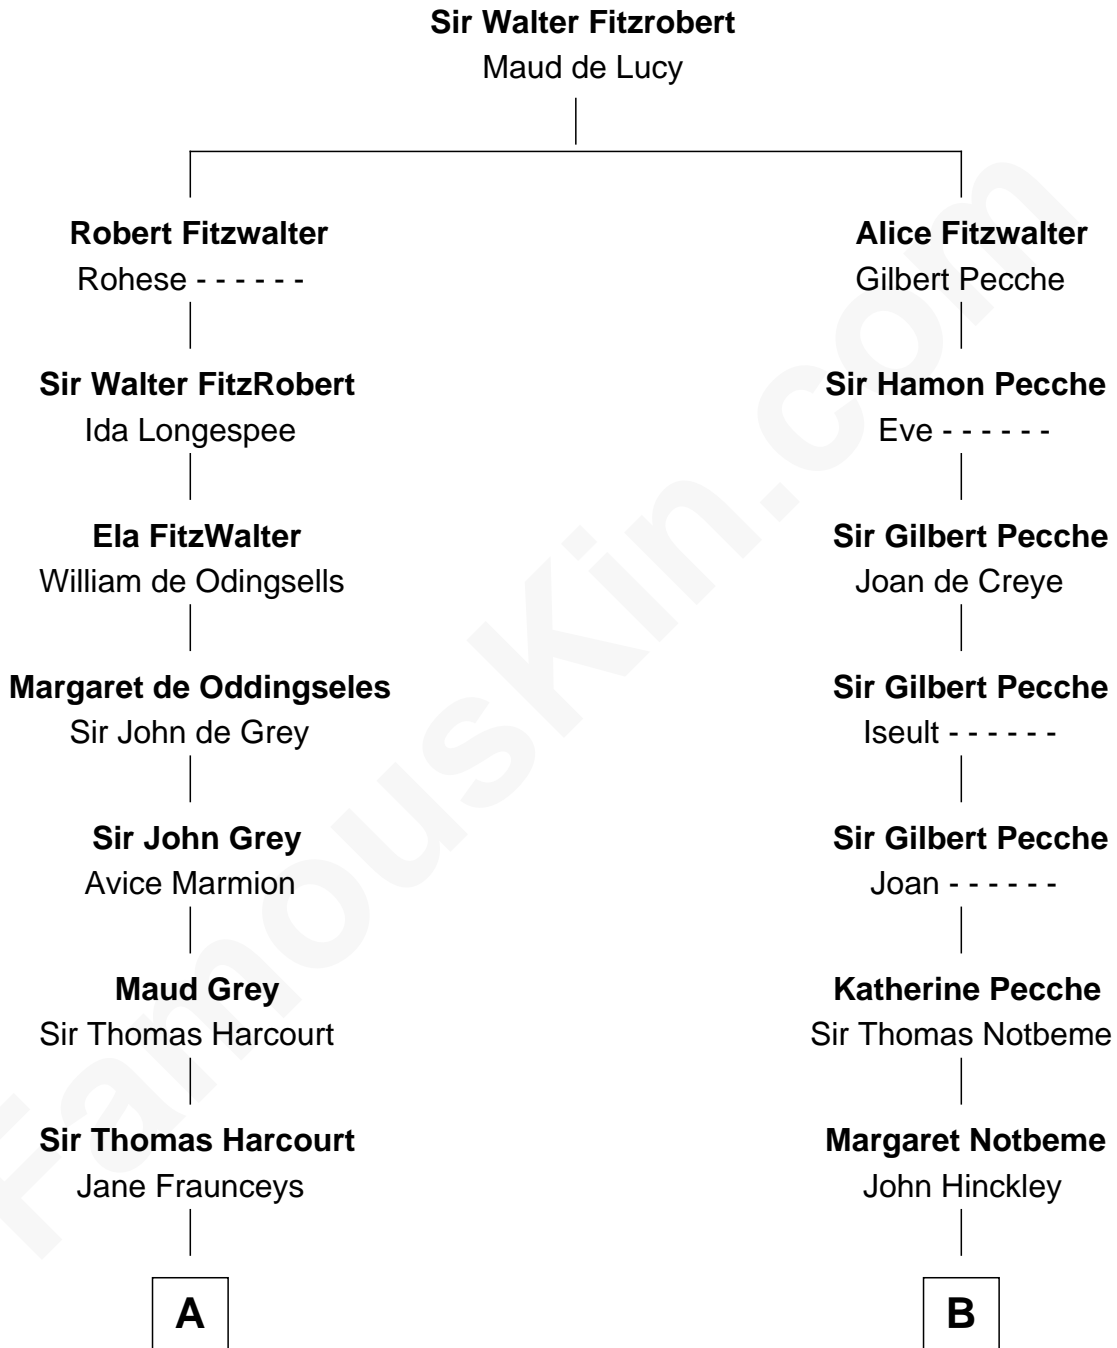 Sir Walter Fitzrobert
Maud de Lucy
Robert Fitzwalter
Rohese - - - - - -
Alice Fitzwalter
Gilbert Pecche
Sir Walter FitzRobert
Ida Longespee
Sir Hamon Pecche
Eve - - - - - -
Ela FitzWalter
William de Odingsells
Sir Gilbert Pecche
Joan de Creye
Margaret de Oddingseles
Sir John de Grey
Sir Gilbert Pecche
Iseult - - - - - -
Sir John Grey
Avice Marmion
Sir Gilbert Pecche
Joan - - - - - -
Maud Grey
Sir Thomas Harcourt
Katherine Pecche
Sir Thomas Notbeme
Sir Thomas Harcourt
Jane Fraunceys
Margaret Notbeme
John Hinckley
A
B
FamousKin.com